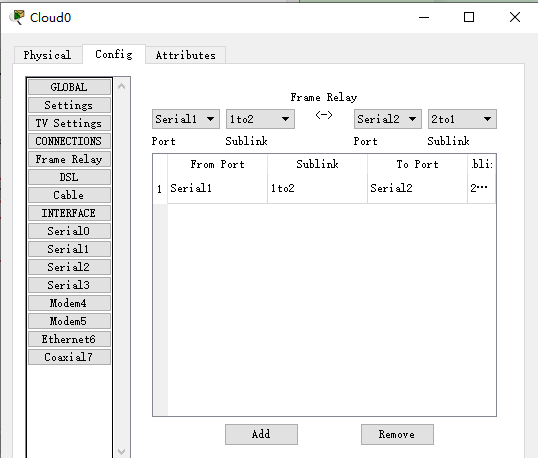 Cloud0
Physical Config Attributes
GLOBAL
Settings
TV Settings
CONNECTIONS
Frame Relay
DSL
Cable
INTERFACE
Serial0
Serial1
Serial2
Serial3
Modem4
Modem5
Ethernet6
Coaxial7
Frame Relay
Serial1 1to2 <-> Serial2 2to1
Port Sublink Port Sublink
From Port Sublink To Port .bli:
1 Serial1 1to2 Serial2 2...
Add Remove